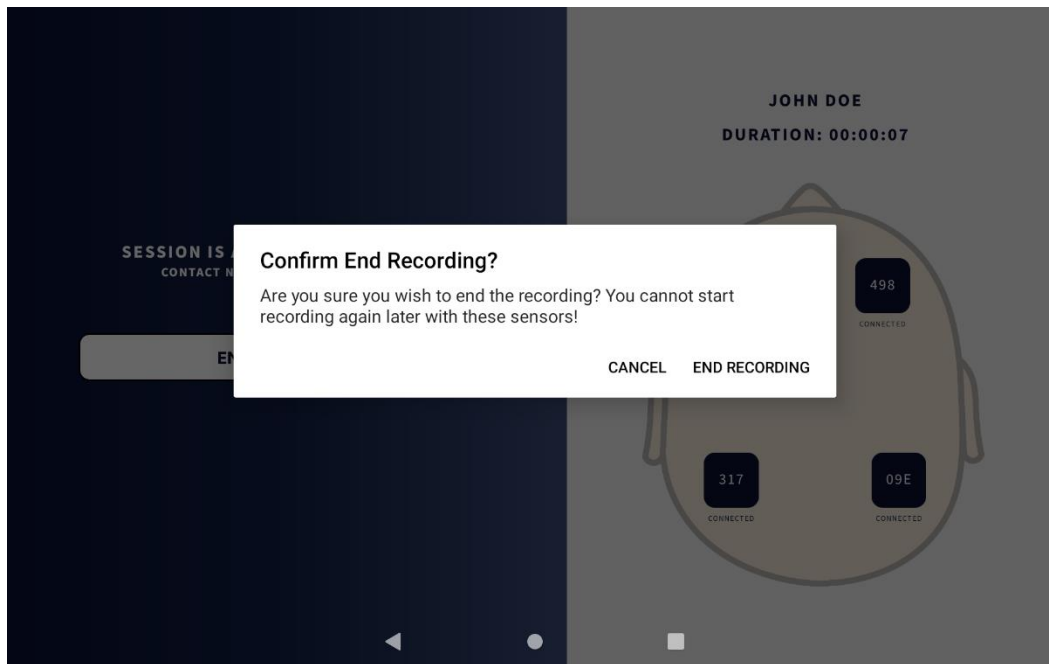 JOHN DOE
DURATION: 00:00:07
SESSION IS
CONTACT
Confirm End Recording?
Are you sure you wish to end the recording? You cannot start
recording again later with these sensors!
CANCEL END RECORDING
498
CONNECTED
317 09E
CONNECTED CONNECTED